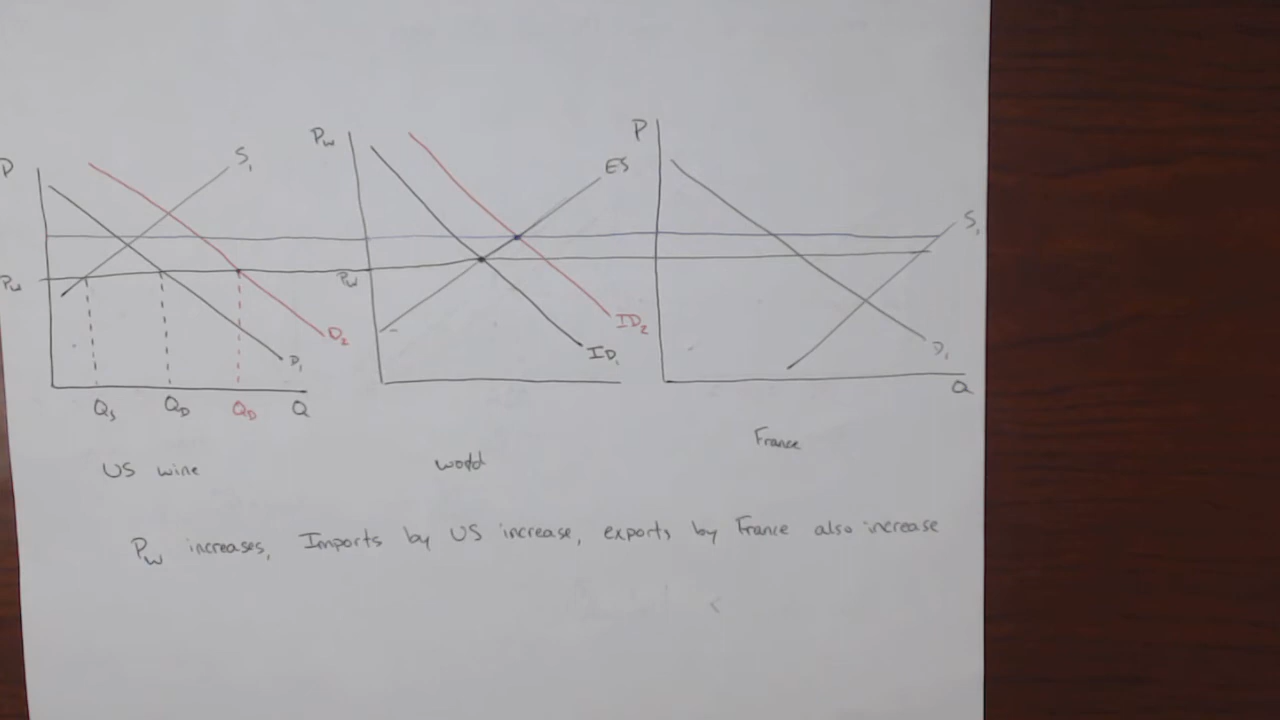 P S₁ D₂ D₁ Pw Qs QD QD Q
US wine
Pw ES Pw ID₂ ID₁
world
P S₁ D₁ Q
France
Pw increases, Imports by US increase, exports by France also increase